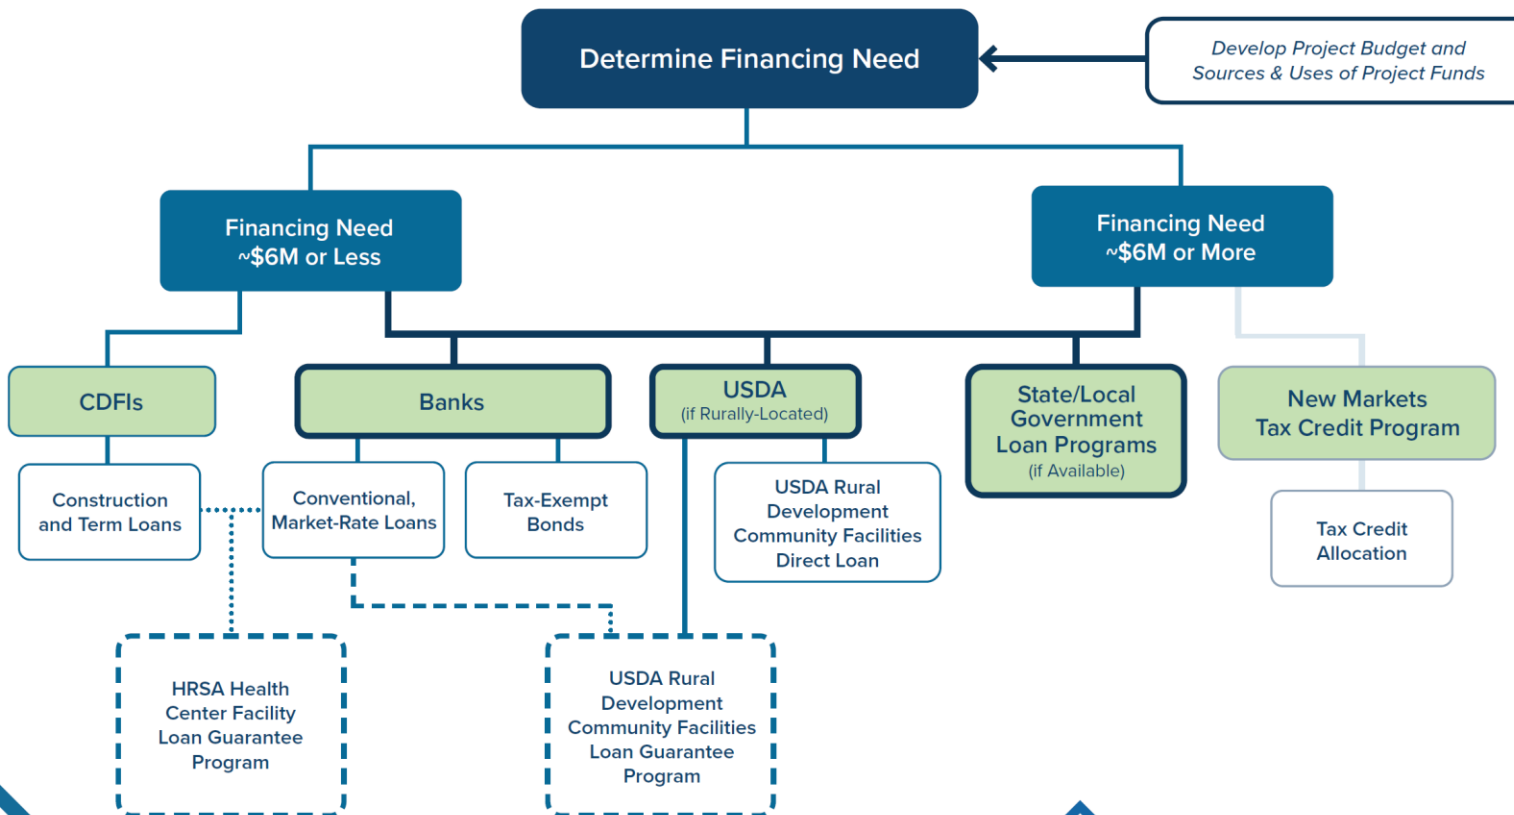 Determine Financing Need
Develop Project Budget and
Sources & Uses of Project Funds
Financing Need
~$6M or Less
Financing Need
~$6M or More
CDFIs
Banks
USDA
(if Rurally-Located)
State/Local
Government
Loan Programs
(if Available)
New Markets
Tax Credit Program
Construction
and Term Loans
Conventional,
Market-Rate Loans
Tax-Exempt
Bonds
USDA Rural
Development
Community Facilities
Direct Loan
Tax Credit
Allocation
HRSA Health
Center Facility
Loan Guarantee
Program
USDA Rural
Development
Community Facilities
Loan Guarantee
Program